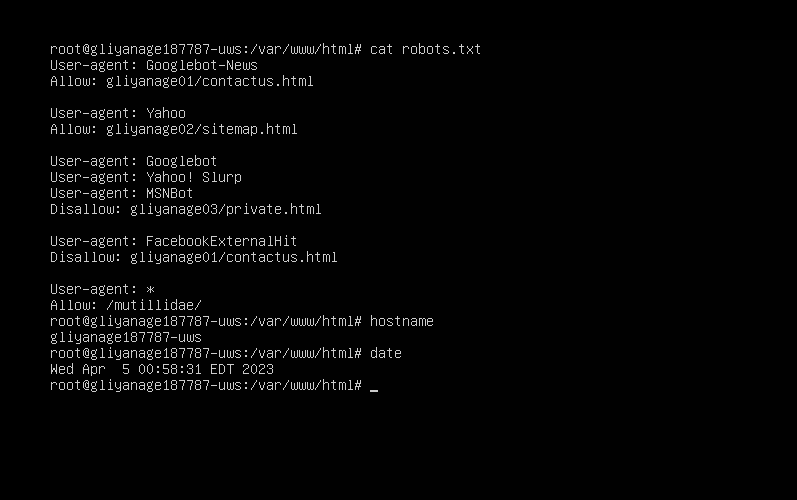 root@gliyanage187787-uws:/var/www/html# cat robots.txt
User-agent: Googlebot-News
Allow: gliyanage01/contactus.html

User-agent: Yahoo
Allow: gliyanage02/sitemap.html

User-agent: Googlebot
User-agent: Yahoo! Slurp
User-agent: MSNBot
Disallow: gliyanage03/private.html

User-agent: FacebookExternalHit
Disallow: gliyanage01/contactus.html

User-agent: *
Allow: /mutillidae/
root@gliyanage187787-uws:/var/www/html# hostname
gliyanage187787-uws
root@gliyanage187787-uws:/var/www/html# date
Wed Apr  5 00:58:31 EDT 2023
root@gliyanage187787-uws:/var/www/html# _